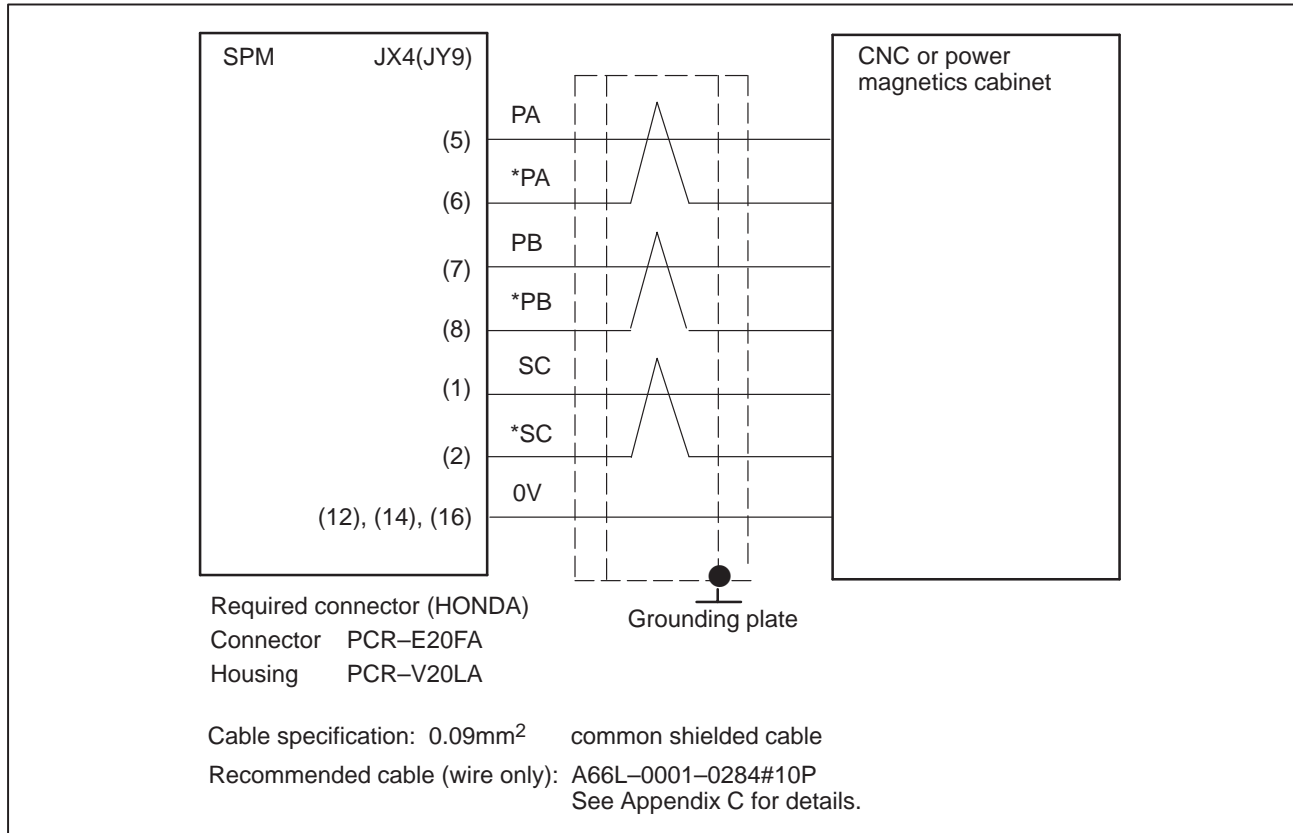 SPM JX4(JY9)
CNC or power
magnetics cabinet
PA
(5)
*PA
(6)
PB
(7)
*PB
(8)
SC
(1)
*SC
(2)
0V
(12), (14), (16)
Grounding plate
Required connector (HONDA)
Connector PCR–E20FA
Housing PCR–V20LA
Cable specification: 0.09mm² common shielded cable
Recommended cable (wire only): A66L–0001–0284#10P
See Appendix C for details.